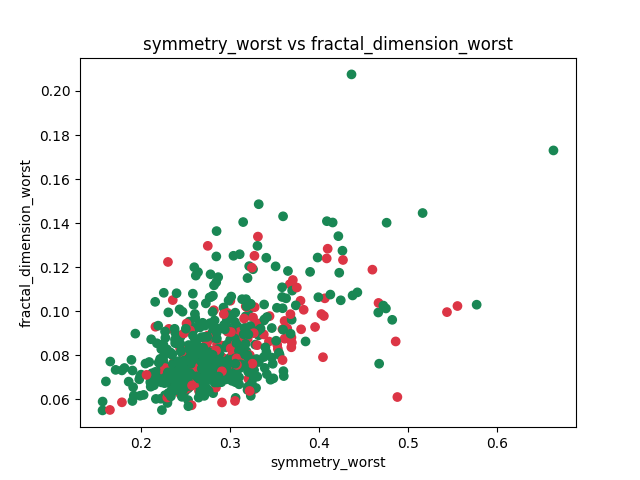 symmetry_worst vs fractal_dimension_worst
fractal_dimension_worst
0.20
0.18
0.16
0.14
0.12
0.10
0.08
0.06
0.2 0.3 0.4 0.5 0.6
symmetry_worst